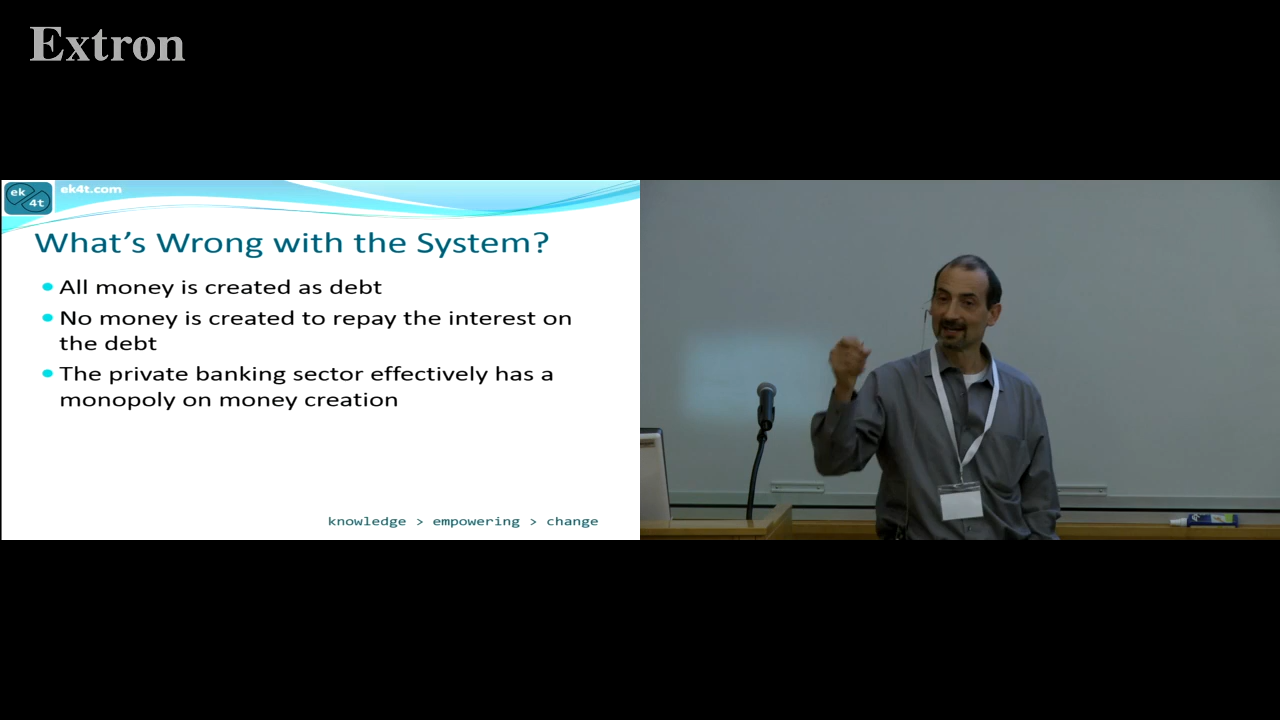 Extron
ek
4t
ek4t.com
What's Wrong with the System?
All money is created as debt
No money is created to repay the interest on
the debt
The private banking sector effectively has a
monopoly on money creation
knowledge > empowering > change